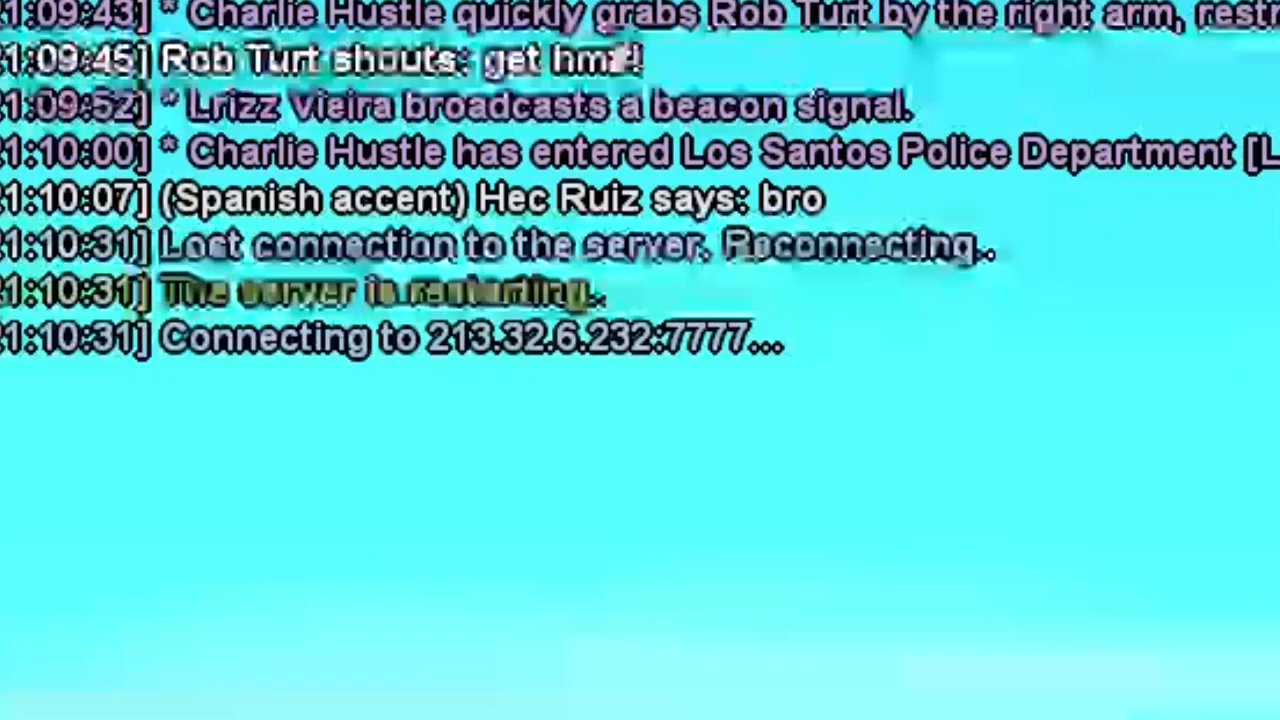 1:09:43] * Charlie Hustle quickly grabs Rob Turt by the right arm, restr
1:09:45] Rob Turt shouts: get
1:09:52] * Lrizz Vieira broadcasts a beacon signal.
1:10:00] * Charlie Hustle has entered Los Santos Police Department [L
1:10:07] (Spanish accent) Hec Ruiz says: bro
1:10:31] Lost connection to the server. Reconnecting..
1:10:31] The server is restarting..
1:10:31] Connecting to 213.32.6.232:7777...